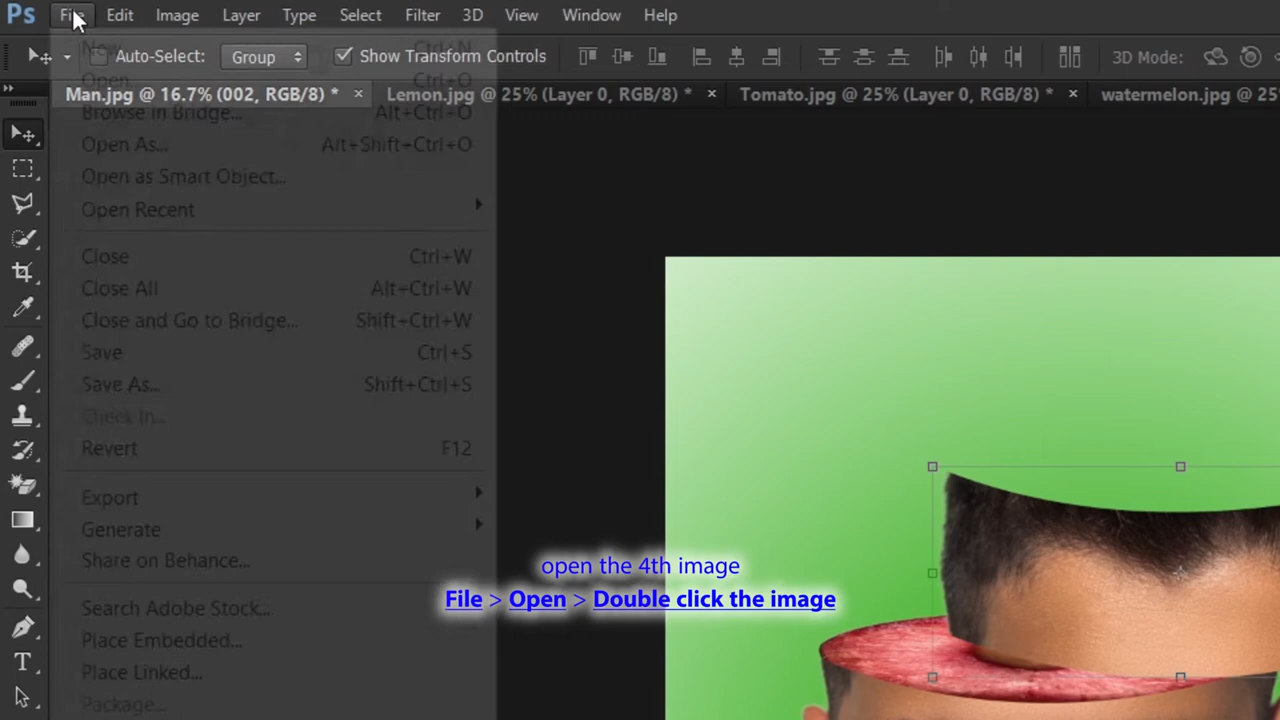 Ps File Edit Image Layer Type Select Filter 3D View Window Help
Auto-Select: Group Show Transform Controls 3D Mode:
Man.jpg @ 16.7% (002, RGB/8) * × Lemon.jpg @ 25% (Layer 0, RGB/8) * × Tomato.jpg @ 25% (Layer 0, RGB/8) * × watermelon.jpg @ 25%
New... Ctrl+N
Open... Ctrl+O
Browse in Bridge... Alt+Ctrl+O
Open As... Alt+Shift+Ctrl+O
Open as Smart Object...
Open Recent
Close Ctrl+W
Close All Alt+Ctrl+W
Close and Go to Bridge... Shift+Ctrl+W
Save Ctrl+S
Save As... Shift+Ctrl+S
Check In...
Revert F12
Export
Generate
Share on Behance...
Search Adobe Stock...
Place Embedded...
Place Linked...
Package...
open the 4th image
File > Open > Double click the image